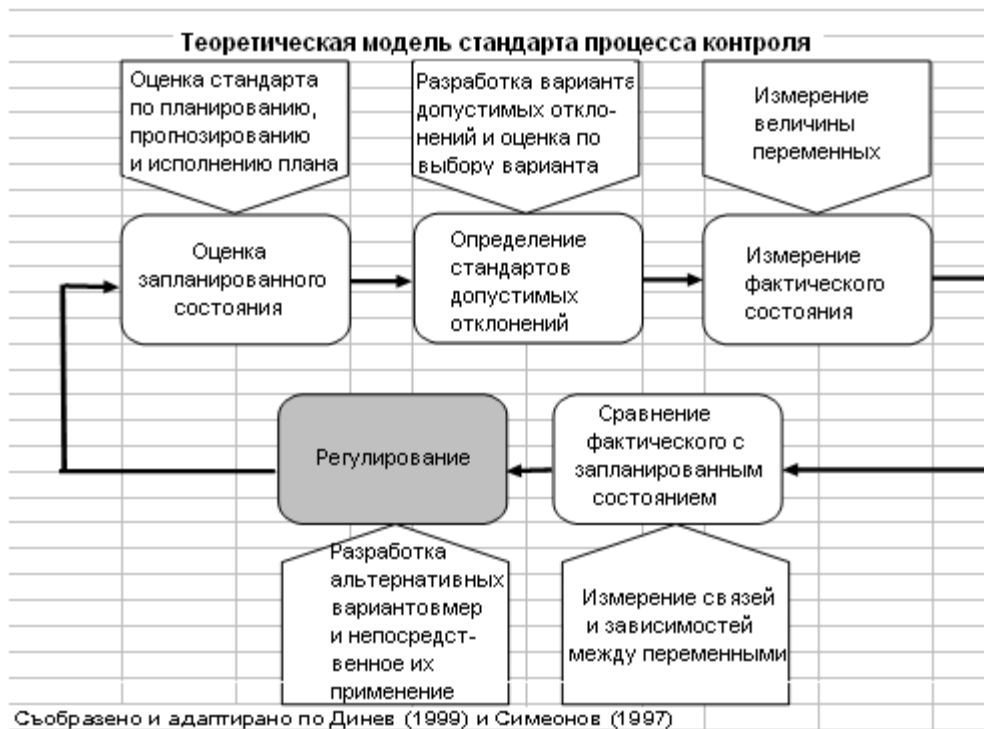 Теоретическая модель стандарта процесса контроля
Оценка стандарта
по планированию,
прогнозированию
и исполнению плана
Разработка варианта
допустимых откло-
нений и оценка по
выбору варианта
Измерение
величины
переменных
Оценка
запланированного
состояния
Определение
стандартов
допустимых
отклонений
Измерение
фактического
состояния
Регулирование
Сравнение
фактического с
запланированным
состоянием
Разработка
альтернативных
вариантовмер
и непосредст-
венное их
применение
Измерение связей
и зависимостей
между переменными
Съобразено и адаптирано по Динев (1999) и Симеонов (1997)